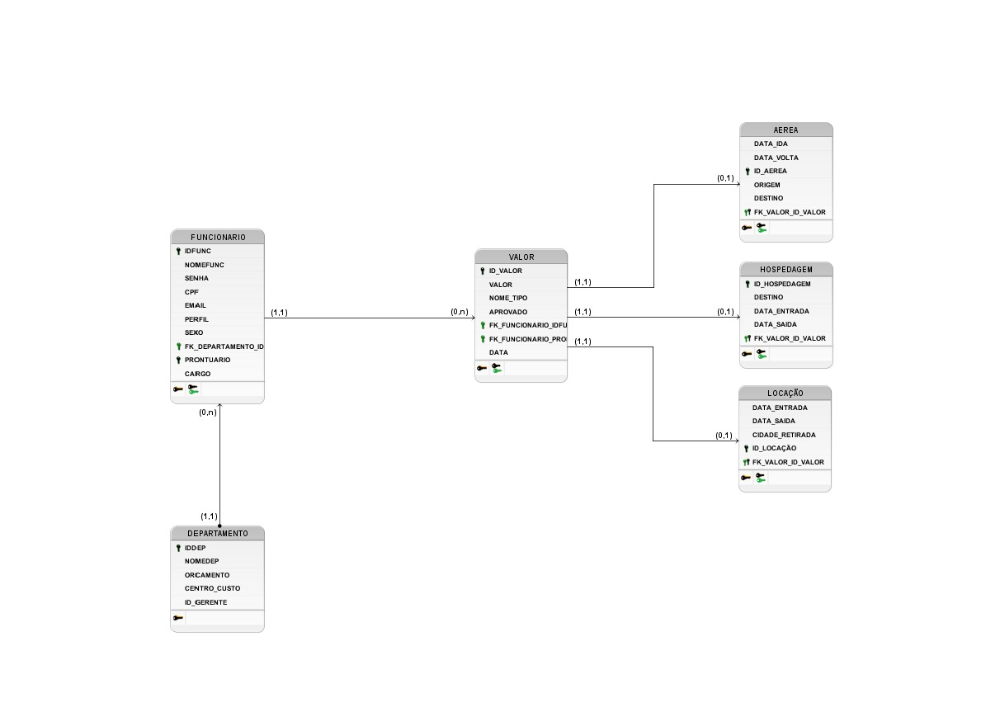 FUNCIONARIO
IDFUNC
NOMEFUNC
SENHA
CPF
EMAIL
PERFIL
SEXO
FK_DEPARTAMENTO_ID
PRONTUARIO
CARGO
(1,1)
(0,n)
(0,n)
(1,1)
DEPARTAMENTO
IDDEP
NOMEDEP
ORCAMENTO
CENTRO_CUSTO
ID_GERENTE
VALOR
ID_VALOR
VALOR
NOME_TIPO
APROVADO
FK_FUNCIONARIO_IDFU
FK_FUNCIONARIO_PRO
DATA
(1,1)
(0,1)
(1,1)
(0,1)
(1,1)
(0,1)
AEREA
DATA_IDA
DATA_VOLTA
ID_AEREA
ORIGEM
DESTINO
FK_VALOR_ID_VALOR
HOSPEDAGEM
ID_HOSPEDAGEM
DESTINO
DATA_ENTRADA
DATA_SAIDA
FK_VALOR_ID_VALOR
LOCAÇÃO
DATA_ENTRADA
DATA_SAIDA
CIDADE_RETIRADA
ID_LOCAÇÃO
FK_VALOR_ID_VALOR